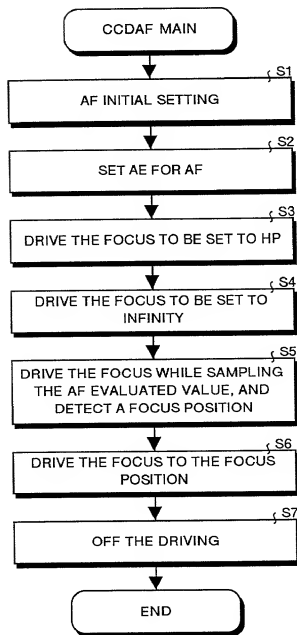 CCDAF MAIN
S1
AF INITIAL SETTING
S2
SET AE FOR AF
S3
DRIVE THE FOCUS TO BE SET TO HP
S4
DRIVE THE FOCUS TO BE SET TO
INFINITY
S5
DRIVE THE FOCUS WHILE SAMPLING
THE AF EVALUATED VALUE, AND
DETECT A FOCUS POSITION
S6
DRIVE THE FOCUS TO THE FOCUS
POSITION
S7
OFF THE DRIVING
END